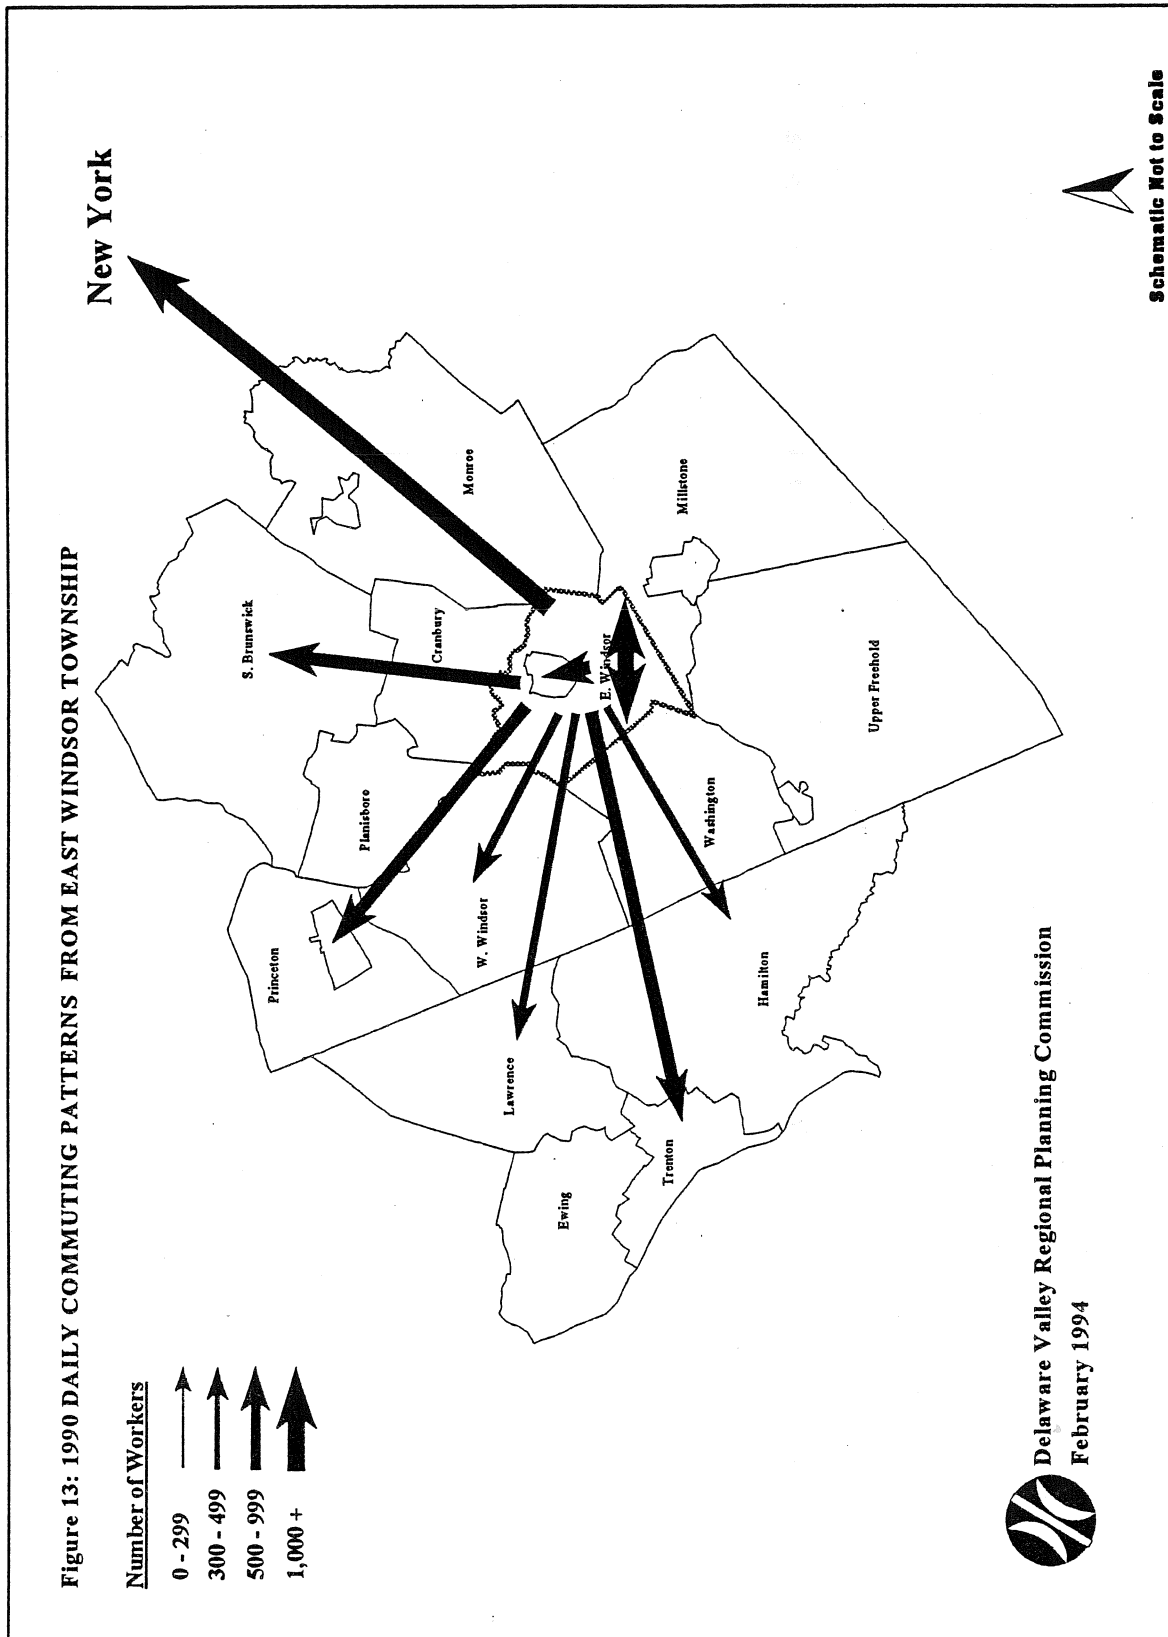 Figure 13: 1990 DAILY COMMUTING PATTERNS FROM EAST WINDSOR TOWNSHIP
Number of Workers
0 - 299
300 - 499
500 - 999
1,000 +
New York
S. Brunswick
Monroe
Cranbury
Planisboro
Princeton
W. Windsor
E. Windsor
Millstone
Lawrence
Washington
Upper Freehold
Ewing
Trenton
Hamilton
Delaware Valley Regional Planning Commission
February 1994
Schematic Not to Scale